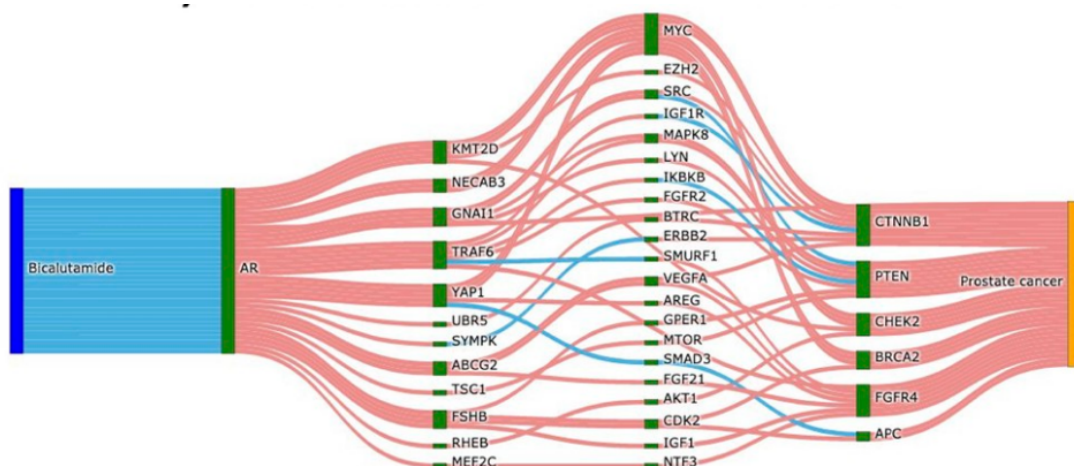 Bicalutamide
AR
KMT2D
NECAB3
GNAI1
TRAF6
YAP1
UBR5
SYMPK
ABCG2
TSC1
FSHB
RHEB
MEF2C
MYC
EZH2
SRC
IGF1R
MAPK8
LYN
IKBKB
FGFR2
BTRC
ERBB2
SMURF1
VEGFA
AREG
GPER1
MTOR
SMAD3
FGF21
AKT1
CDK2
IGF1
NTF3
CTNNB1
PTEN
CHEK2
BRCA2
FGFR4
APC
Prostate cancer